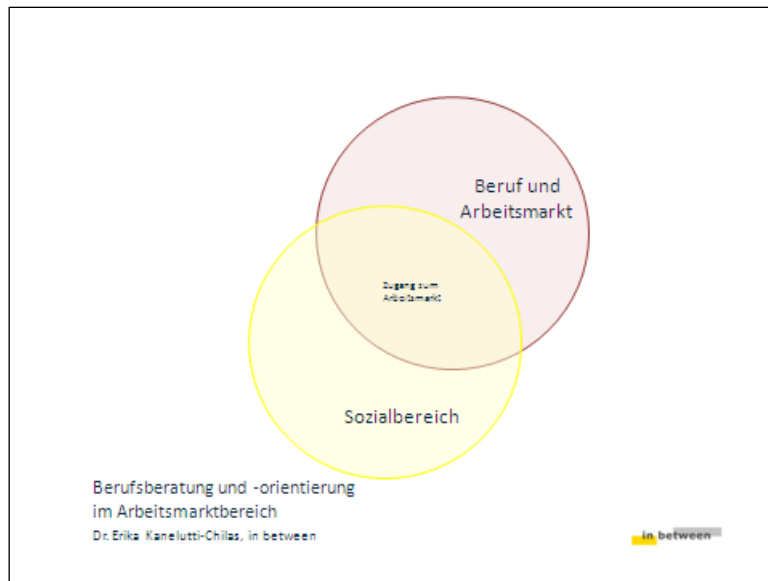 Beruf und
Arbeitsmarkt
Zugang zum
Arbeitsmarkt
Sozialbereich
Berufsberatung und -orientierung
im Arbeitsmarktbereich
Dr. Erika Kanelutti-Chilas, in between
in between